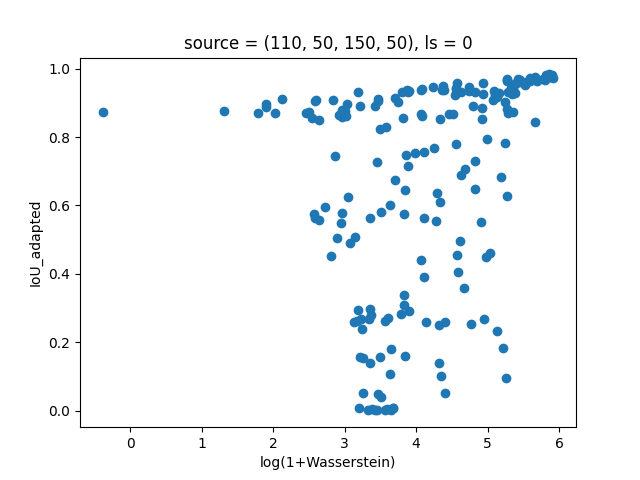 source = (110, 50, 150, 50), ls = 0
1.0
0.8
0.6
0.4
0.2
0.0
IoU_adapted
0 1 2 3 4 5 6
log(1+Wasserstein)